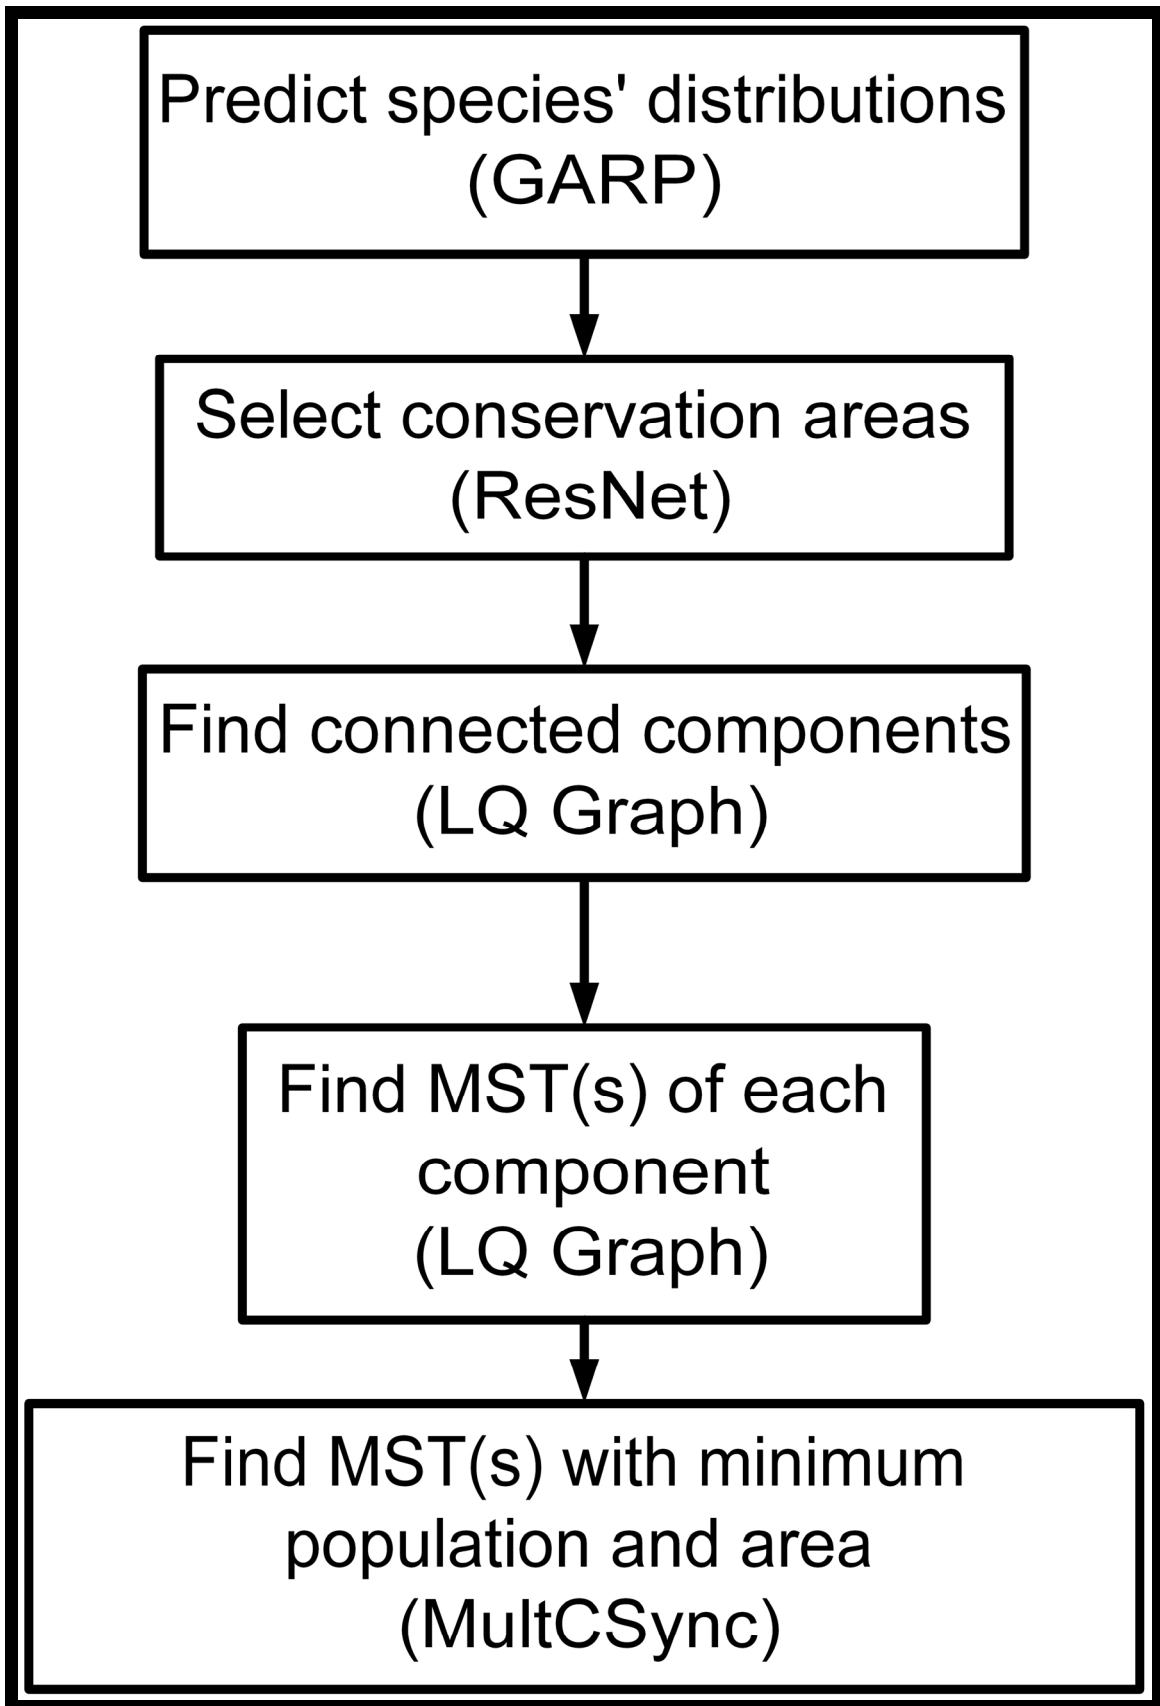 Predict species' distributions
(GARP)
Select conservation areas
(ResNet)
Find connected components
(LQ Graph)
Find MST(s) of each
component
(LQ Graph)
Find MST(s) with minimum
population and area
(MultCSync)